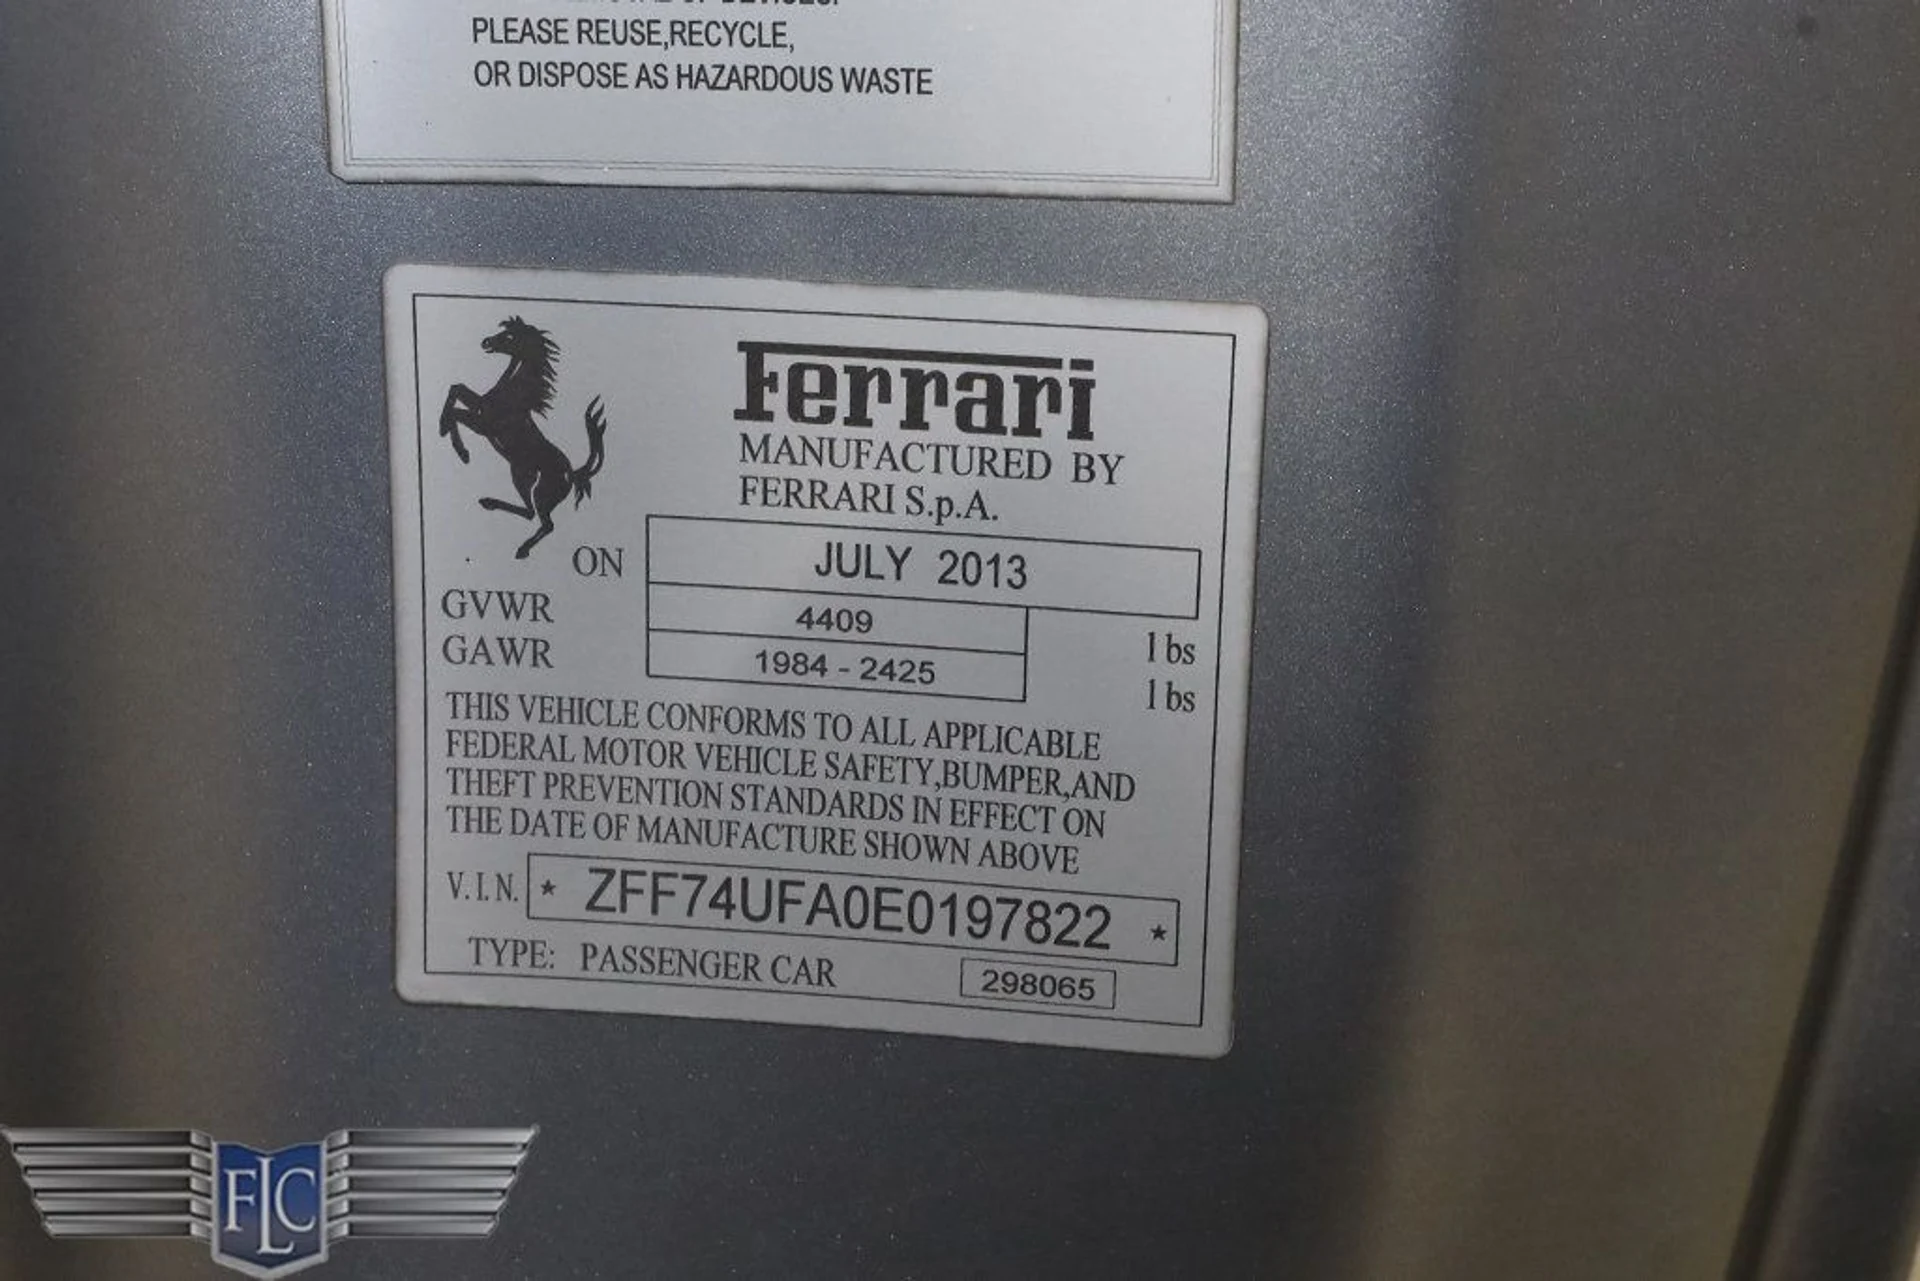 PLEASE REUSE,RECYCLE,
OR DISPOSE AS HAZARDOUS WASTE
Ferrari
MANUFACTURED BY
FERRARI S.p.A.
ON JULY 2013
GVWR 4409 lbs
GAWR 1984 - 2425 lbs
THIS VEHICLE CONFORMS TO ALL APPLICABLE
FEDERAL MOTOR VEHICLE SAFETY,BUMPER,AND
THEFT PREVENTION STANDARDS IN EFFECT ON
THE DATE OF MANUFACTURE SHOWN ABOVE
V.I.N. * ZFF74UFA0E0197822 *
TYPE: PASSENGER CAR 298065
FLC